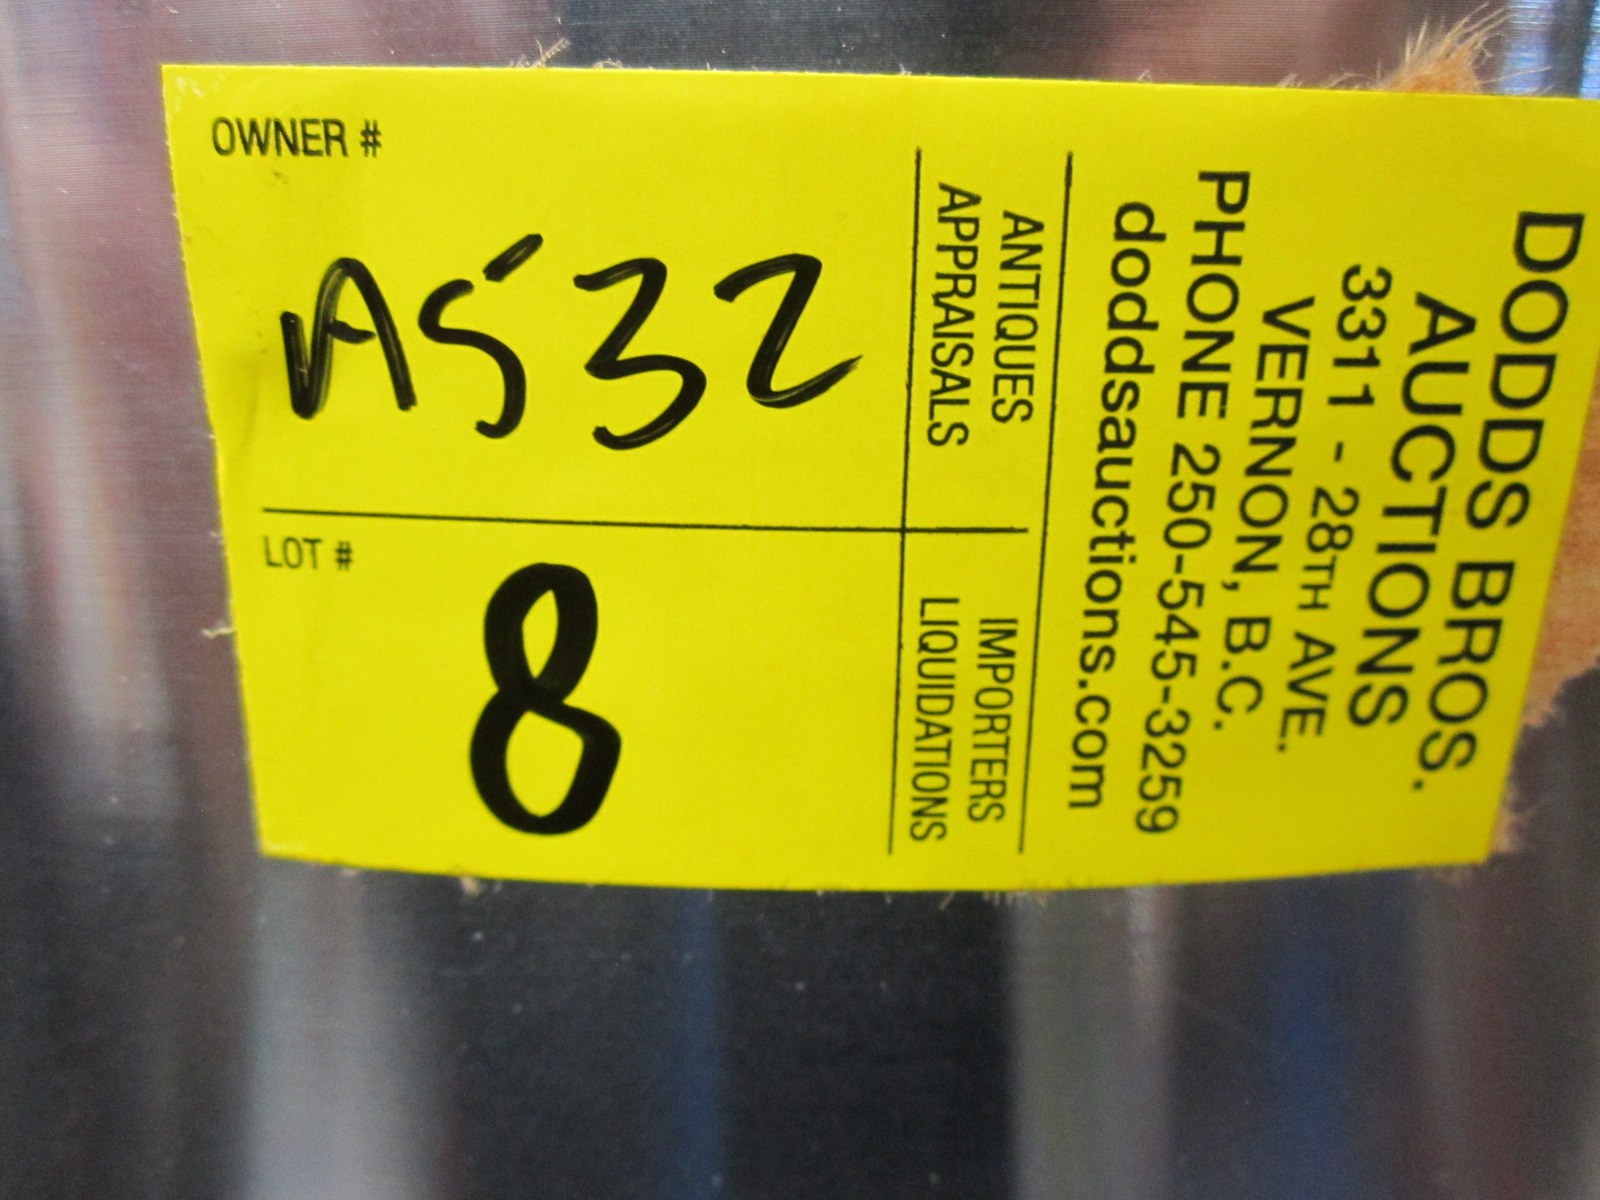 OWNER #
A532
LOT #
8
DODDS BROS.
AUCTIONS
3311 - 28TH AVE.
VERNON, B.C.
PHONE 250-545-3259
doddsauctions.com
ANTIQUES
APPRAISALS
IMPORTERS
LIQUIDATIONS